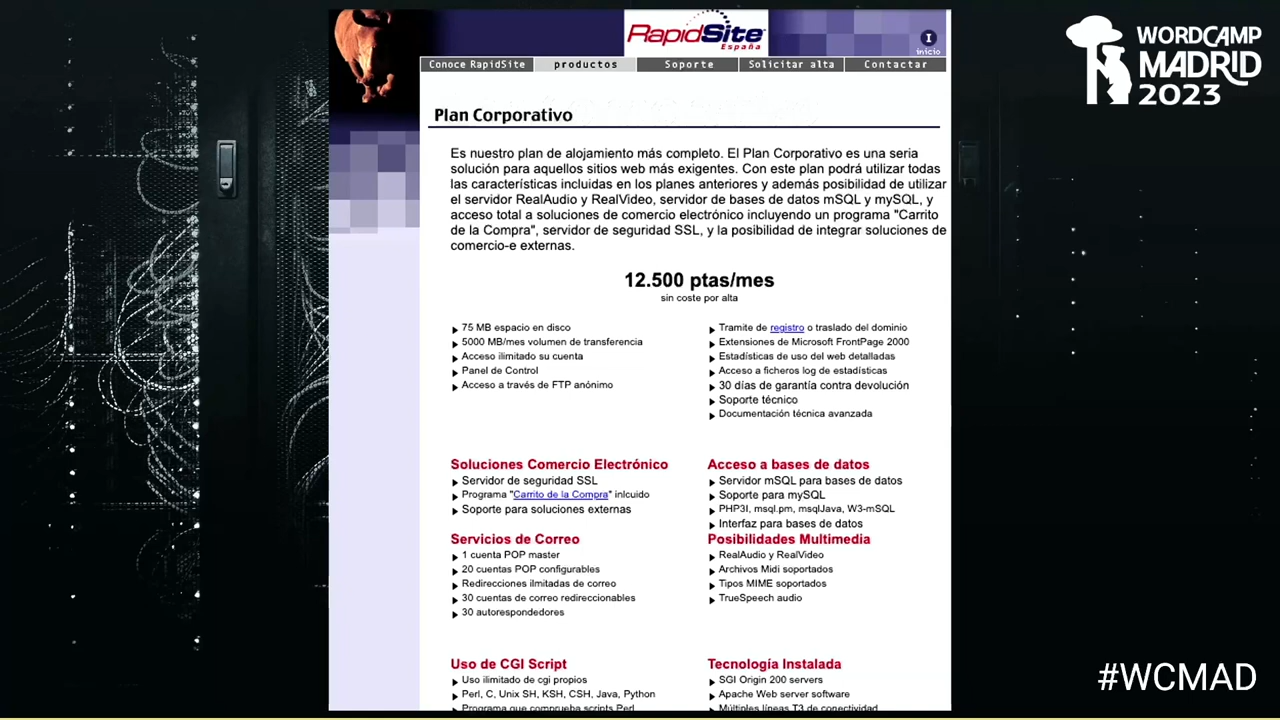 RapidSite
España
I
inicio
Conoce RapidSite
productos
Soporte
Solicitar alta
Contactar
WORDCAMP
MADRID
2023
Plan Corporativo
Es nuestro plan de alojamiento más completo. El Plan Corporativo es una seria
solución para aquellos sitios web más exigentes. Con este plan podrá utilizar todas
las características incluidas en los planes anteriores y además posibilidad de utilizar
el servidor RealAudio y RealVideo, servidor de bases de datos mSQL y mySQL, y
acceso total a soluciones de comercio electrónico incluyendo un programa "Carrito
de la Compra", servidor de seguridad SSL, y la posibilidad de integrar soluciones de
comercio-e externas.
12.500 ptas/mes
sin coste por alta
75 MB espacio en disco
5000 MB/mes volumen de transferencia
Acceso ilimitado su cuenta
Panel de Control
Acceso a través de FTP anónimo
Tramite de registro o traslado del dominio
Extensiones de Microsoft FrontPage 2000
Estadísticas de uso del web detalladas
Acceso a ficheros log de estadísticas
30 días de garantía contra devolución
Soporte técnico
Documentación técnica avanzada
Soluciones Comercio Electrónico
Servidor de seguridad SSL
Programa "Carrito de la Compra" inlcuido
Soporte para soluciones externas
Acceso a bases de datos
Servidor mSQL para bases de datos
Soporte para mySQL
PHP3I, msql.pm, msqlJava, W3-mSQL
Interfaz para bases de datos
Servicios de Correo
1 cuenta POP master
20 cuentas POP configurables
Redirecciones ilmitadas de correo
30 cuentas de correo redireccionables
30 autorespondedores
Posibilidades Multimedia
RealAudio y RealVideo
Archivos Midi soportados
Tipos MIME soportados
TrueSpeech audio
Uso de CGI Script
Uso ilimitado de cgi propios
Perl, C, Unix SH, KSH, CSH, Java, Python
Programa que comprueba scripts Perl
Tecnología Instalada
SGI Origin 200 servers
Apache Web server software
Múltiples líneas T3 de conectividad
#WCMAD